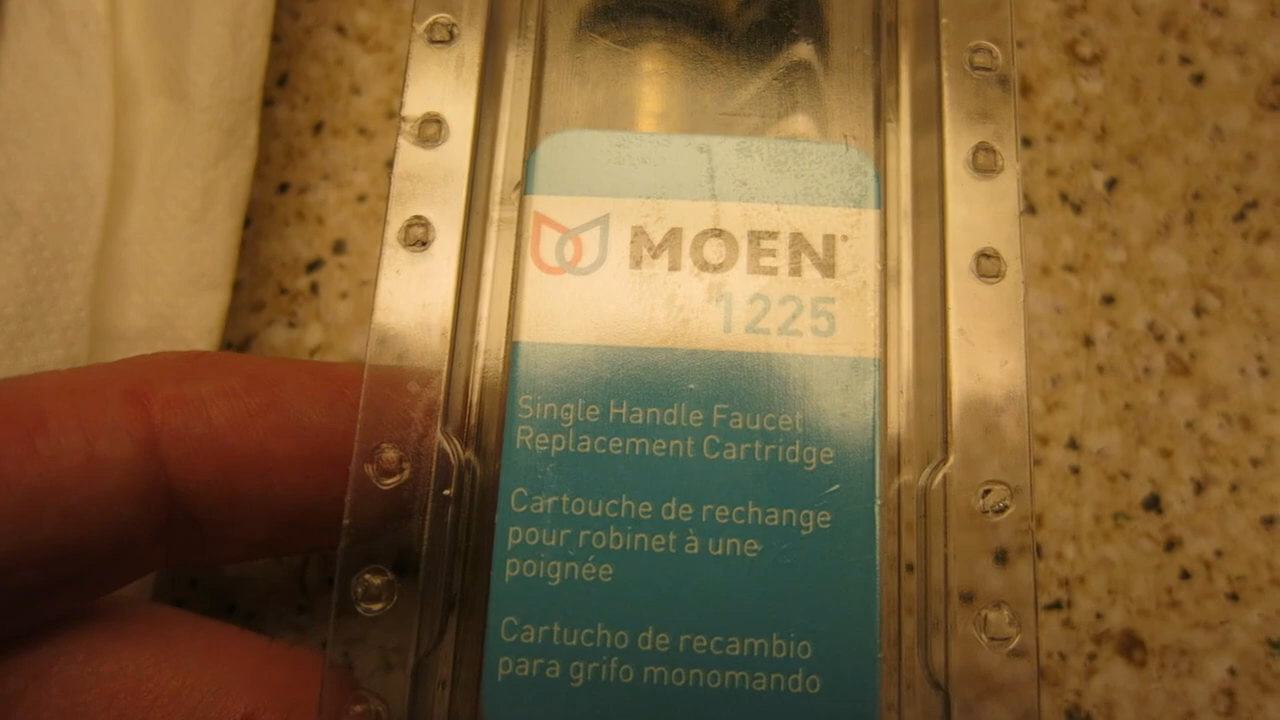 MOEN
1225
Single Handle Faucet
Replacement Cartridge
Cartouche de rechange
pour robinet à une
poignée
Cartucho de recambio
para grifo monomando